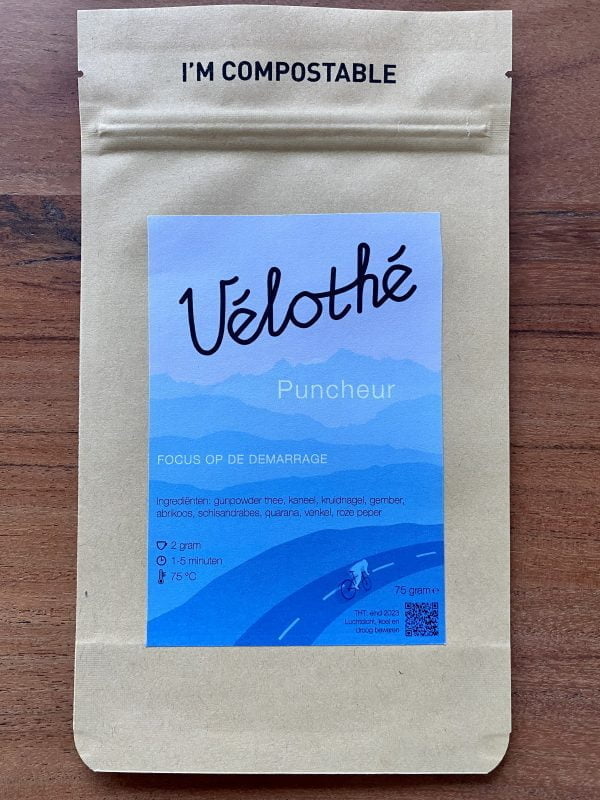 I'M COMPOSTABLE
Vélothé
Puncheur
FOCUS OP DE DEMARRAGE
Ingrediënten: gunpowder thee, kaneel, kruidnagel, gember,
abrikoos, schisandrabes, guarana, venkel, roze peper
2 gram
1-5 minuten
75 °C
75 gram e
THT: eind 2023
Luchtdicht, koel en
droog bewaren